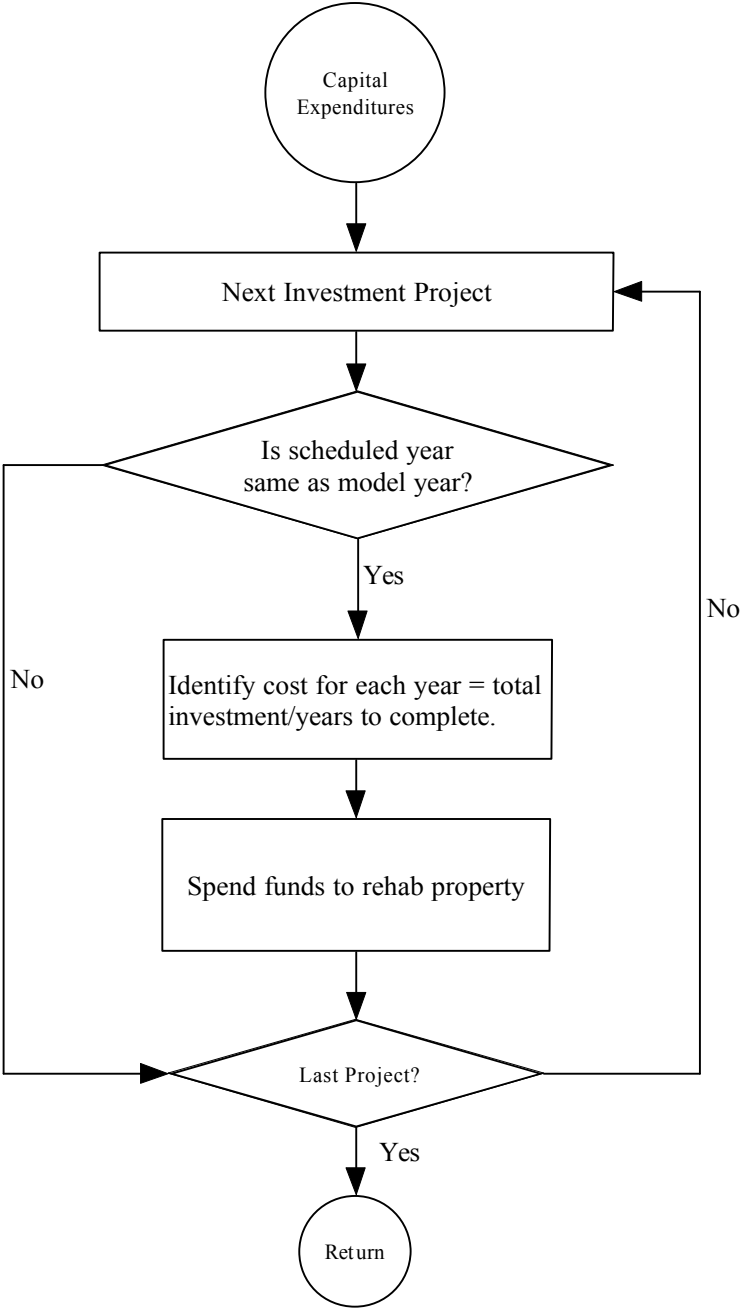 Capital
Expenditures
Next Investment Project
Is scheduled year
same as model year?
Yes
No
No
Identify cost for each year = total
investment/years to complete.
Spend funds to rehab property
Last Project?
Yes
Return